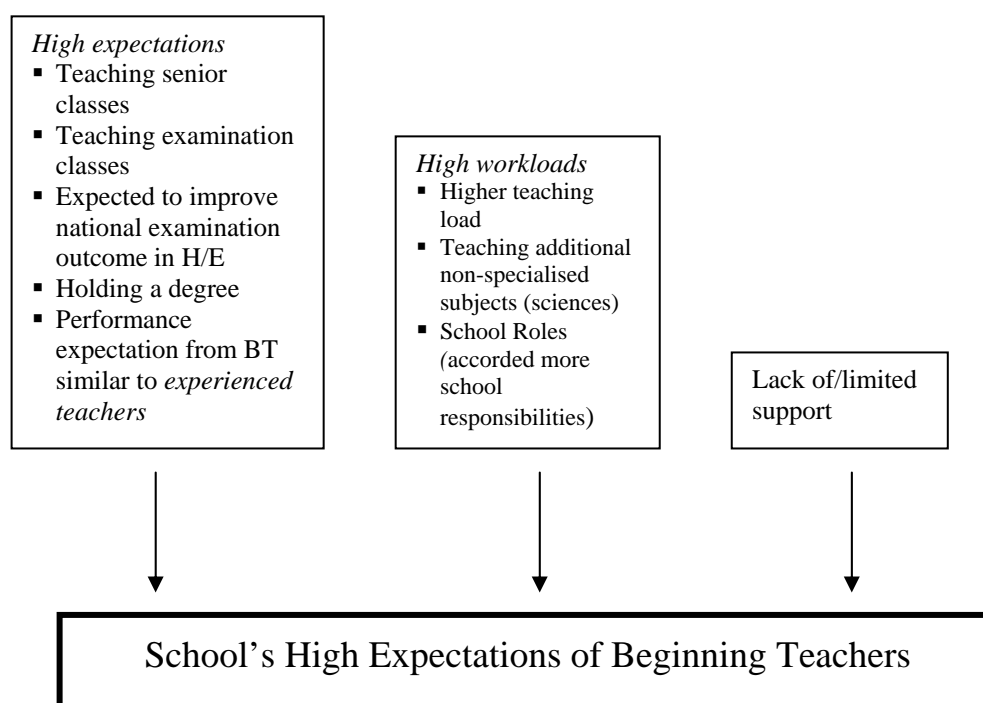 High expectations
▪ Teaching senior
classes
▪ Teaching examination
classes
▪ Expected to improve
national examination
outcome in H/E
▪ Holding a degree
▪ Performance
expectation from BT
similar to experienced
teachers
High workloads
▪ Higher teaching
load
▪ Teaching additional
non-specialised
subjects (sciences)
▪ School Roles
(accorded more
school
responsibilities)
Lack of/limited
support
School’s High Expectations of Beginning Teachers